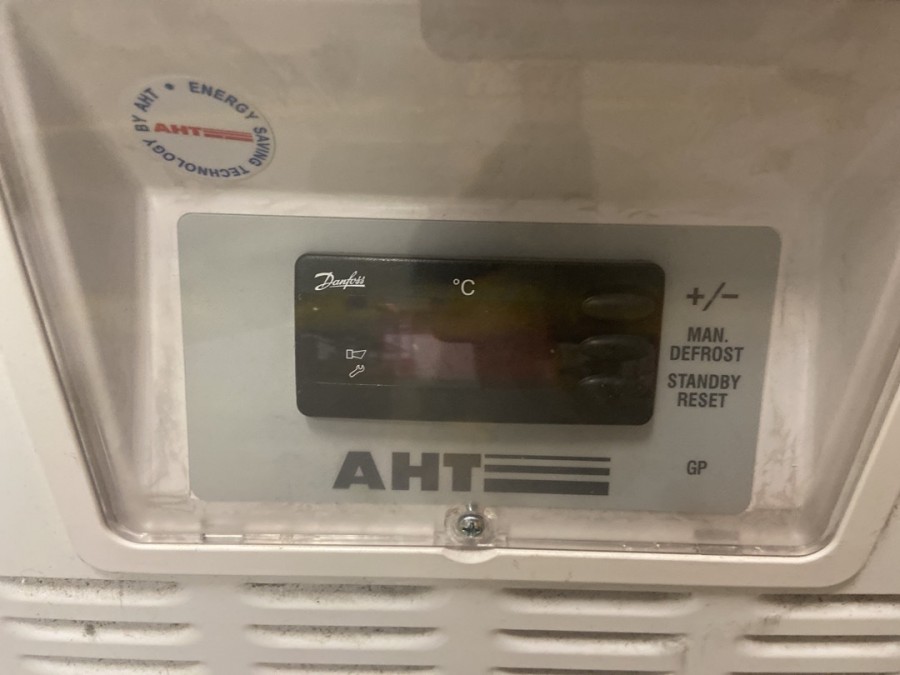 ENERGY SAVING TECHNOLOGY BY AHT •
AHT
Danfoss
°C
+/−
MAN.
DEFROST
STANDBY
RESET
AHT
GP